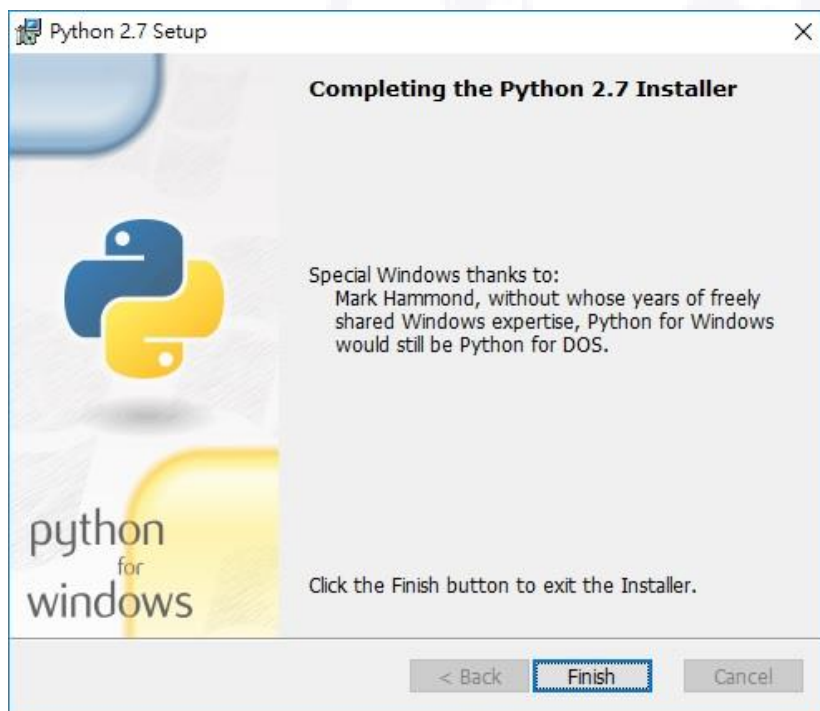 Python 2.7 Setup
Completing the Python 2.7 Installer
Special Windows thanks to:
Mark Hammond, without whose years of freely
shared Windows expertise, Python for Windows
would still be Python for DOS.
python
for
windows
Click the Finish button to exit the Installer.
< Back
Finish
Cancel